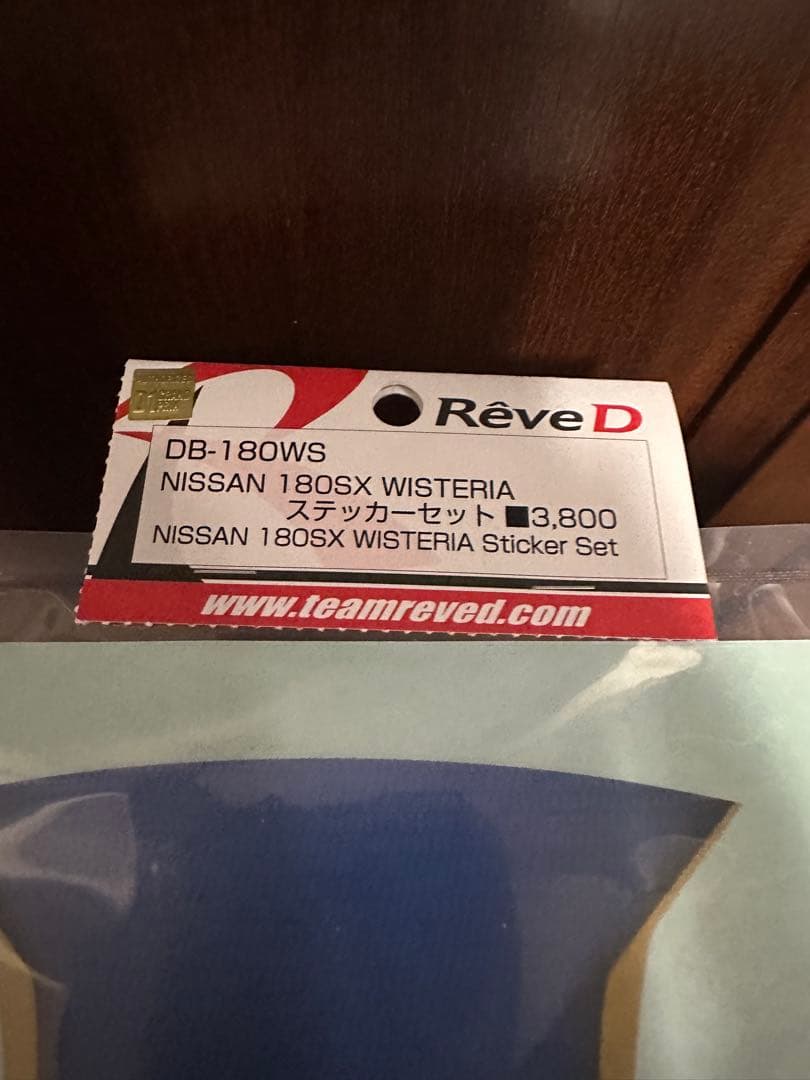 RêveD
DB-180WS
NISSAN 180SX WISTERIA
ステッカーセット ■3,800
NISSAN 180SX WISTERIA Sticker Set
www.teamreved.com